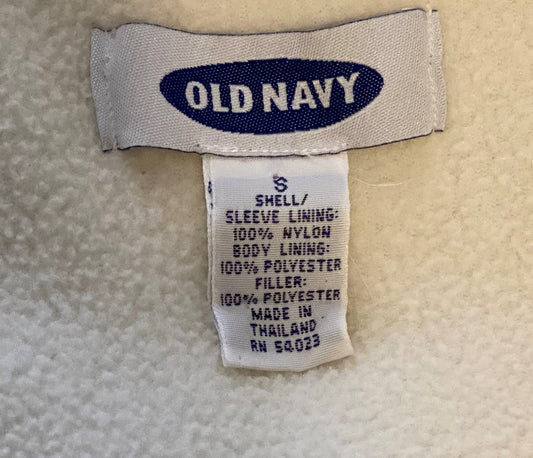 OLD NAVY
S
SHELL/
SLEEVE LINING:
100% NYLON
BODY LINING:
100% POLYESTER
FILLER:
100% POLYESTER
MADE IN
THAILAND
RN 54023